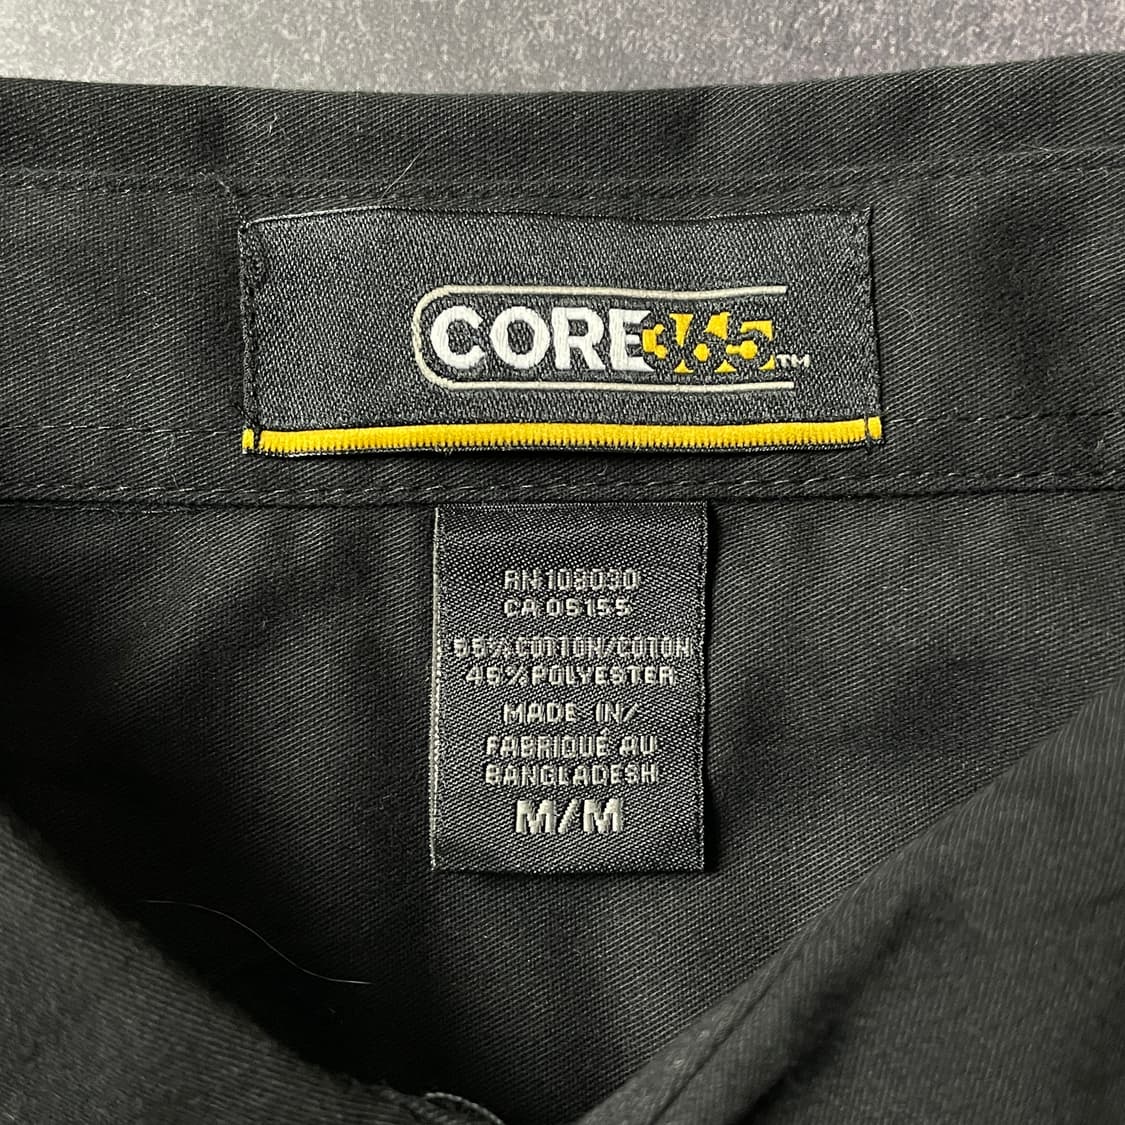 CORE365™
RN 108030
CA 05155
55% COTTON/COTON
45% POLYESTER
MADE IN/
FABRIQUÉ AU
BANGLADESH
M/M